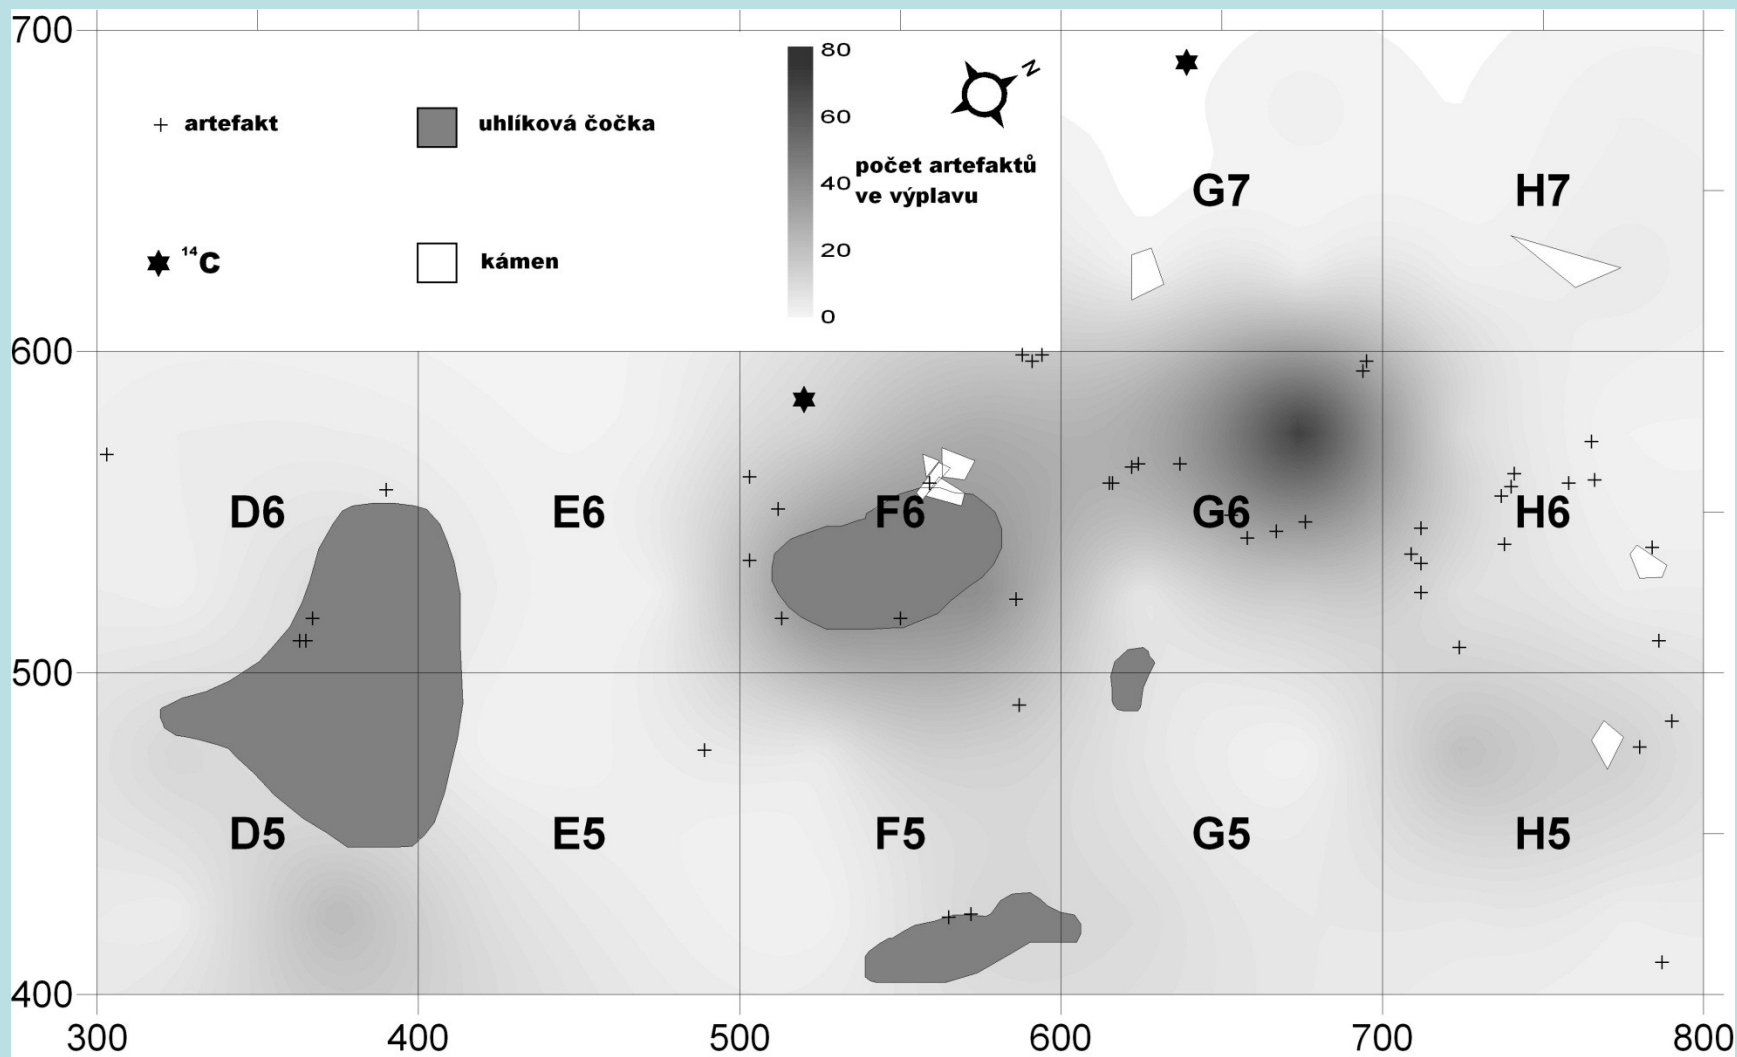 700
80
N
artefakt
uhlíková čočka
60
počet artefaktů
40
ve výplavu
G7
H7
20
¹⁴C
kámen
0
600
D6
E6
F6
G6
H6
500
D5
E5
F5
G5
H5
400
300
400
500
600
700
800